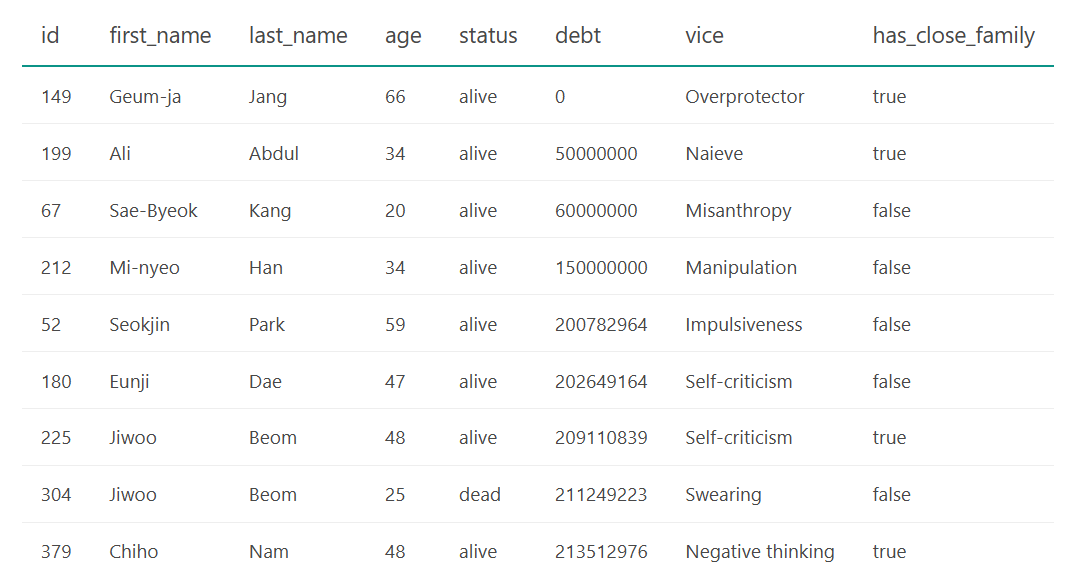 id first_name last_name age status debt vice has_close_family
149 Geum-ja Jang 66 alive 0 Overprotector true
199 Ali Abdul 34 alive 50000000 Naieve true
67 Sae-Byeok Kang 20 alive 60000000 Misanthropy false
212 Mi-nyeo Han 34 alive 150000000 Manipulation false
52 Seokjin Park 59 alive 200782964 Impulsiveness false
180 Eunji Dae 47 alive 202649164 Self-criticism false
225 Jiwoo Beom 48 alive 209110839 Self-criticism true
304 Jiwoo Beom 25 dead 211249223 Swearing false
379 Chiho Nam 48 alive 213512976 Negative thinking true